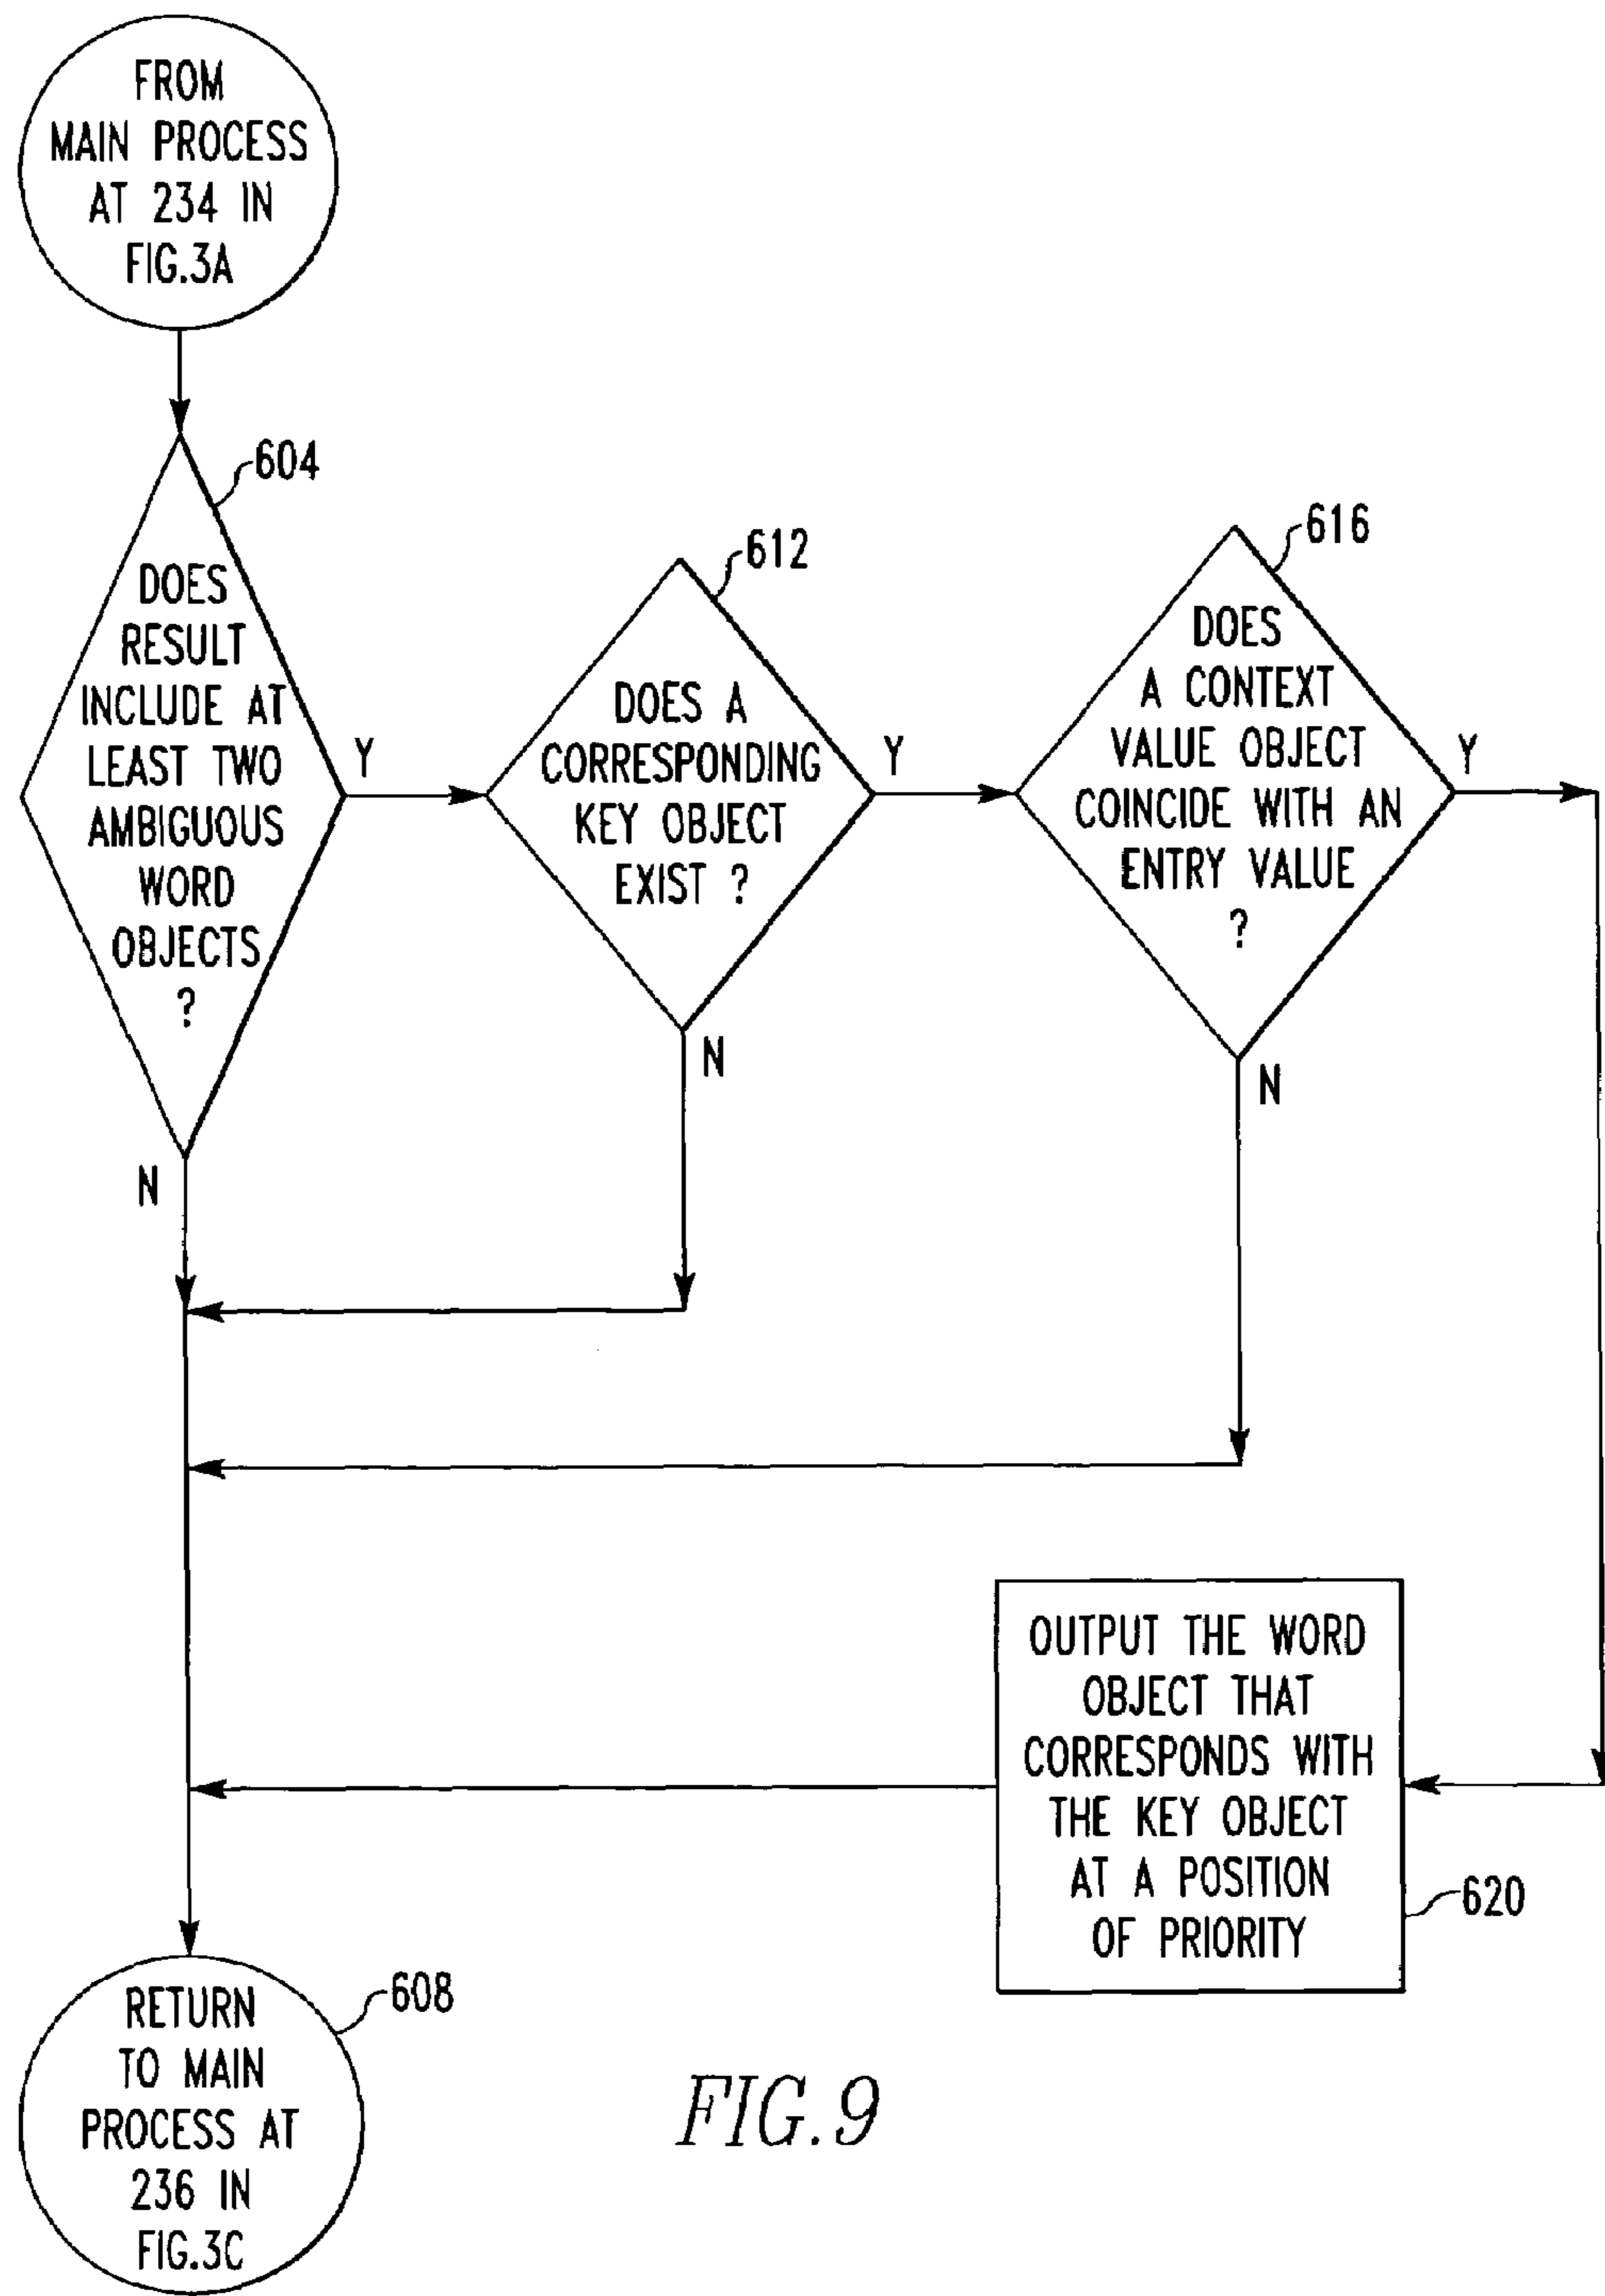 FROM
MAIN PROCESS
AT 234 IN
FIG.3A
604
DOES
RESULT
INCLUDE AT
LEAST TWO
AMBIGUOUS
WORD
OBJECTS
?
Y
N
612
DOES A
CORRESPONDING
KEY OBJECT
EXIST ?
Y
N
616
DOES
A CONTEXT
VALUE OBJECT
COINCIDE WITH AN
ENTRY VALUE
?
Y
N
OUTPUT THE WORD
OBJECT THAT
CORRESPONDS WITH
THE KEY OBJECT
AT A POSITION
OF PRIORITY
620
RETURN
TO MAIN
PROCESS AT
236 IN
FIG.3C
608
FIG.9